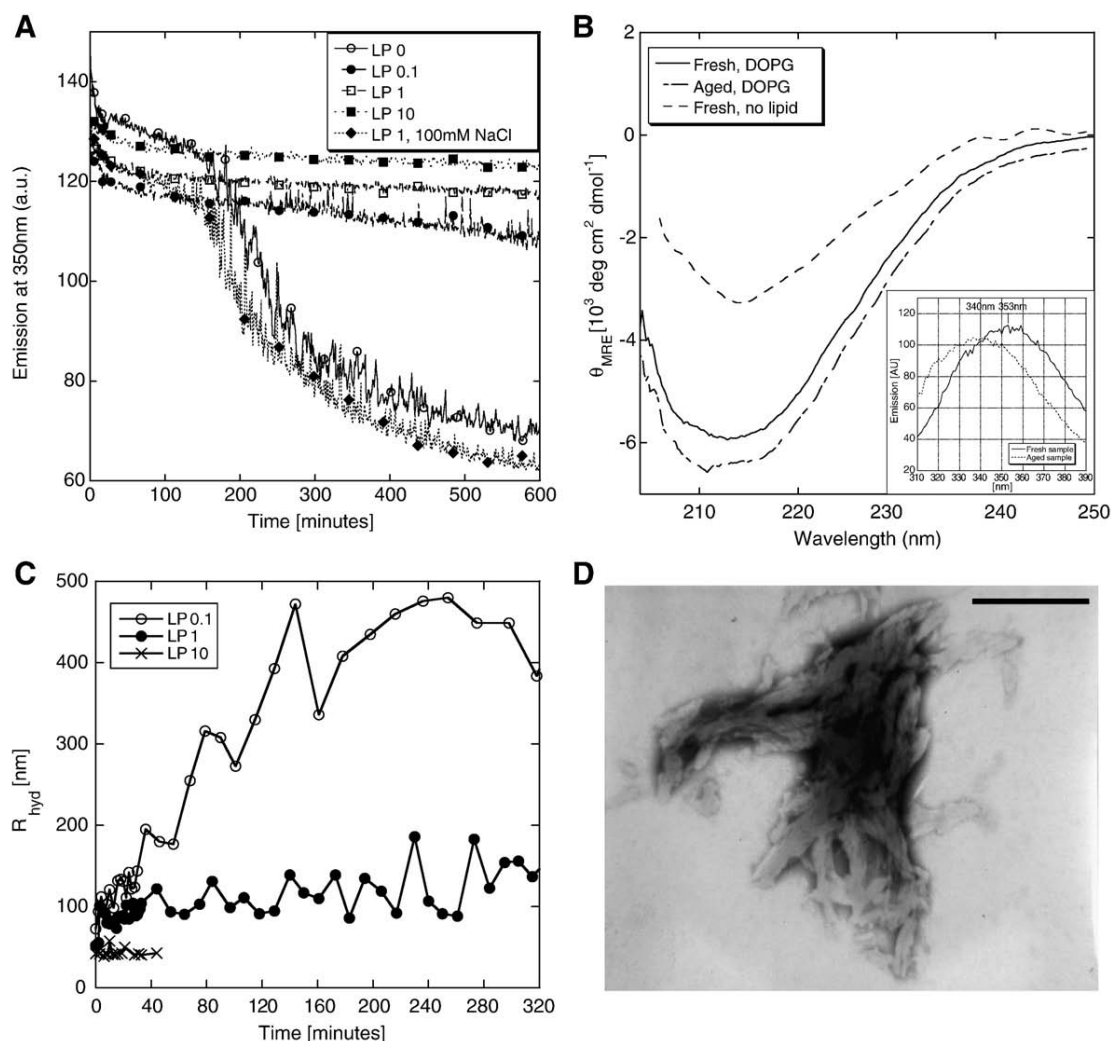 A
140
120
100
80
60
0
100
200
300
400
500
600
Emission at 350nm (a.u.)
Time [minutes]
LP 0
LP 0.1
LP 1
LP 10
LP 1, 100mM NaCl
B
2
0
-2
-4
-6
210
220
230
240
250
θMRE [10³ deg cm² dmol⁻¹]
Wavelength (nm)
Fresh, DOPG
Aged, DOPG
Fresh, no lipid
340nm 353nm
120
100
80
60
40
20
Emission [AU]
310 320 330 340 350 360 370 380 390
[nm]
Fresh sample
Aged sample
C
500
400
300
200
100
0
0
40
80
120
160
200
240
280
320
R hyd [nm]
Time [minutes]
LP 0.1
LP 1
LP 10
D